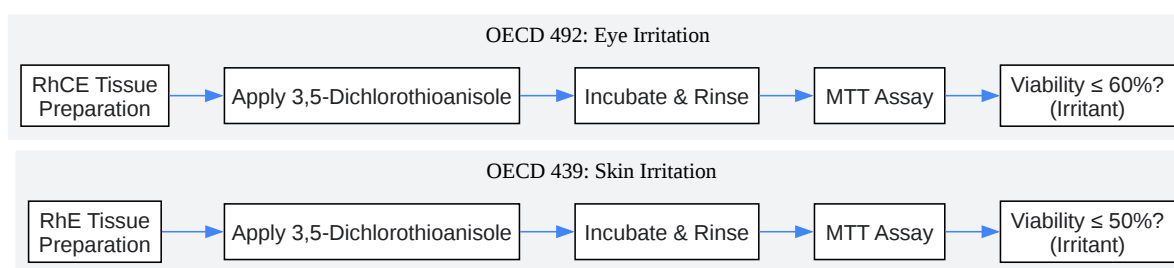 OECD 492: Eye Irritation
RhCE Tissue
Preparation
Apply 3,5-Dichlorothioanisole
Incubate & Rinse
MTT Assay
Viability ≤ 60%?
(Irritant)
OECD 439: Skin Irritation
RhE Tissue
Preparation
Apply 3,5-Dichlorothioanisole
Incubate & Rinse
MTT Assay
Viability ≤ 50%?
(Irritant)